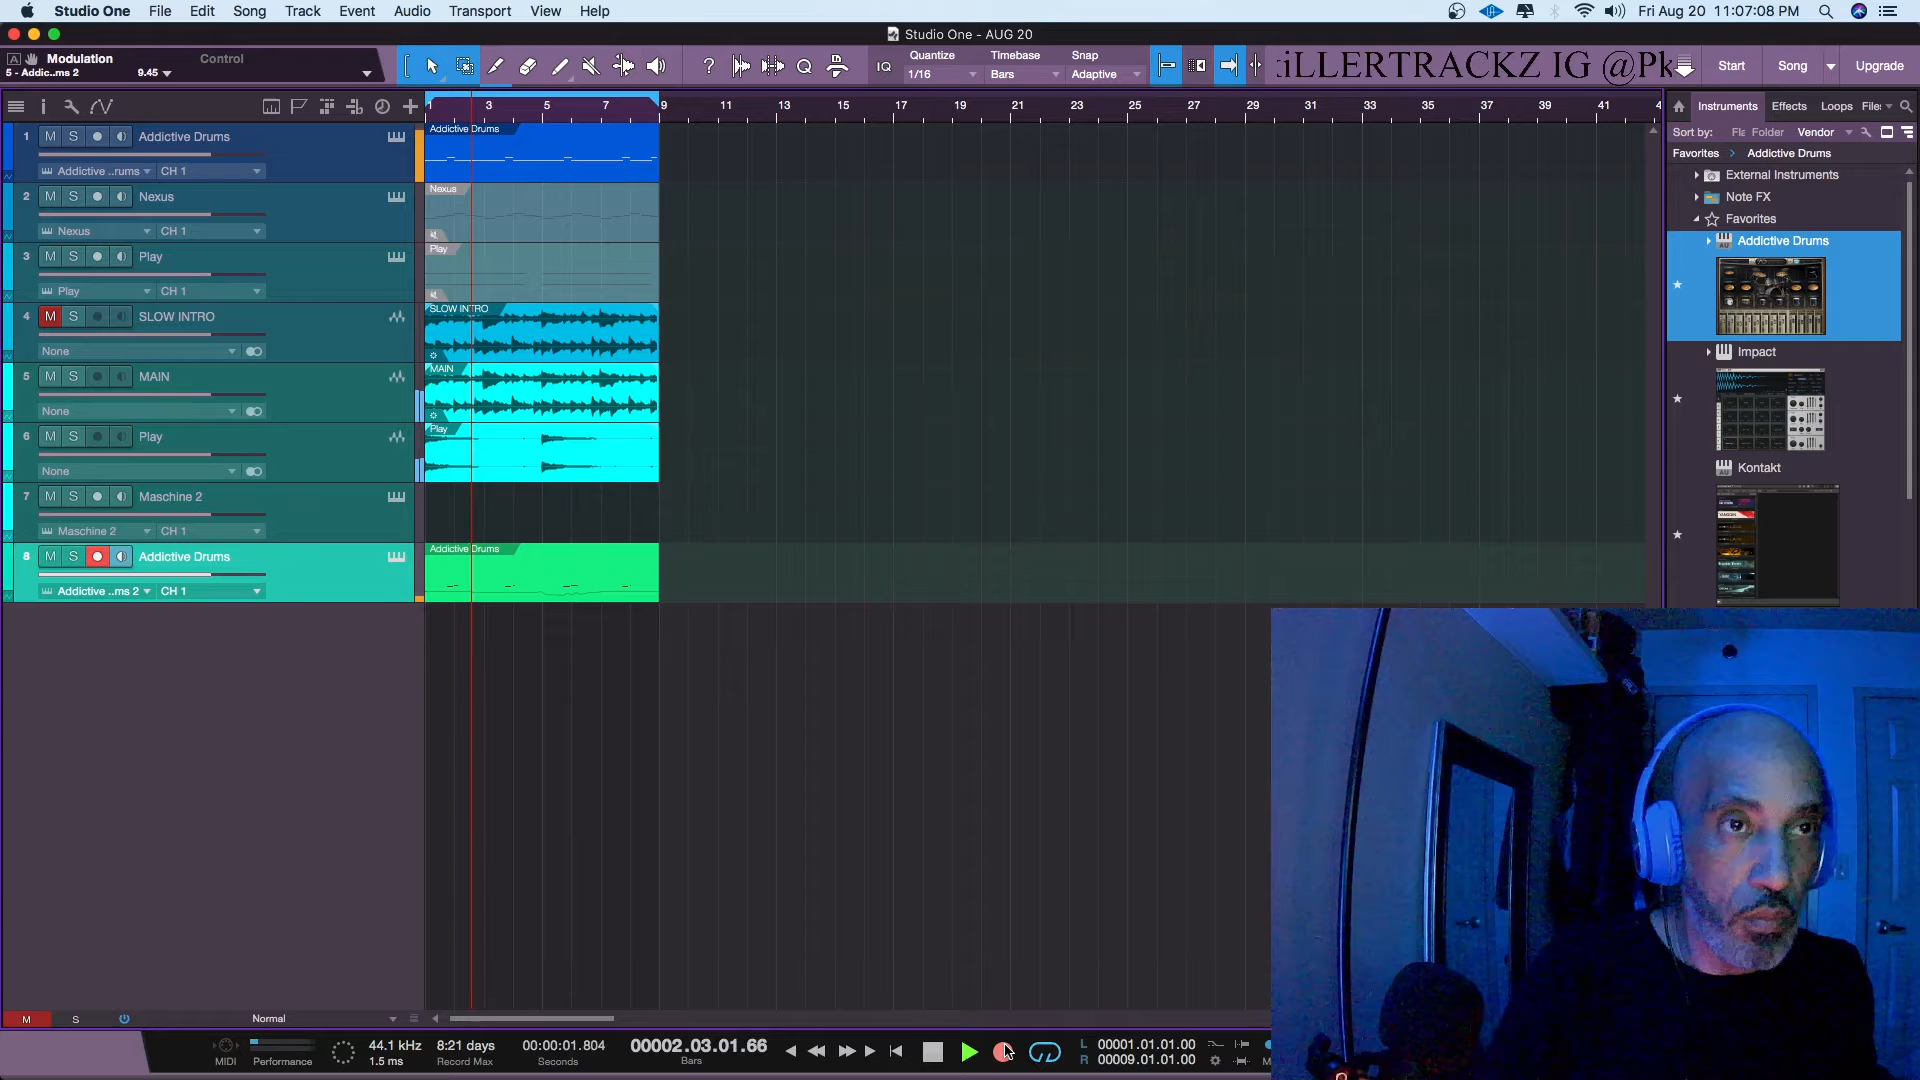 Studio One File Edit Song Track Event Audio Transport View Help
Fri Aug 20 11:07:08 PM
Studio One - AUG 20
Modulation Control
5 - Addic..ms 2 9.45
IQ
Quantize Timebase Snap
1/16 Bars Adaptive
iLLERTRACKZ IG @Pk
Start Song Upgrade
1 3 5 7 9 11 13 15 17 19 21 23 25 27 29 31 33 35 37 39 41 4
Instruments Effects Loops Files
Sort by: Fla Folder Vendor
Favorites > Addictive Drums
External Instruments
Note FX
Favorites
Addictive Drums
Impact
Kontakt
1 M S Addictive Drums
Addictive ..rums CH 1
2 M S Nexus
Nexus CH 1
3 M S Play
Play CH 1
4 M S SLOW INTRO
None
5 M S MAIN
None
6 M S Play
None
7 M S Maschine 2
Maschine 2 CH 1
8 M S Addictive Drums
Addictive ..ms 2 CH 1
Addictive Drums
Nexus
Play
SLOW INTRO
MAIN
Play
Addictive Drums
M S Normal
MIDI Performance
44.1 kHz
1.5 ms
8:21 days
Record Max
00:00:01.804
Seconds
00002.03.01.66
Bars
L 00001.01.01.00
R 00009.01.01.00